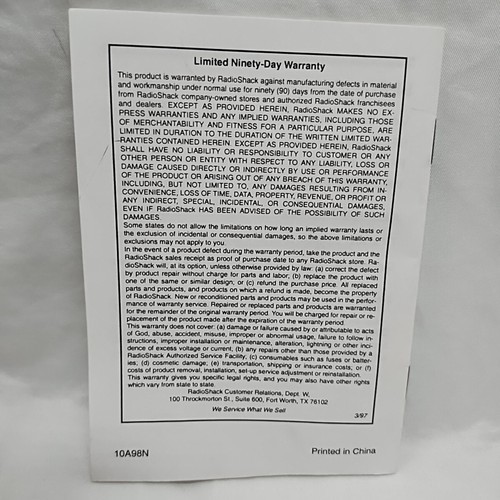 Limited Ninety-Day Warranty
This product is warranted by RadioShack against manufacturing defects in material
and workmanship under normal use for ninety (90) days from the date of purchase
from RadioShack company-owned stores and authorized RadioShack franchisees
and dealers. EXCEPT AS PROVIDED HEREIN, RadioShack MAKES NO EX-
PRESS WARRANTIES AND ANY IMPLIED WARRANTIES, INCLUDING THOSE
OF MERCHANTABILITY AND FITNESS FOR A PARTICULAR PURPOSE, ARE
LIMITED IN DURATION TO THE DURATION OF THE WRITTEN LIMITED WAR-
RANTIES CONTAINED HEREIN. EXCEPT AS PROVIDED HEREIN, RadioShack
SHALL HAVE NO LIABILITY OR RESPONSIBILITY TO CUSTOMER OR ANY
OTHER PERSON OR ENTITY WITH RESPECT TO ANY LIABILITY, LOSS OR
DAMAGE CAUSED DIRECTLY OR INDIRECTLY BY USE OR PERFORMANCE
OF THE PRODUCT OR ARISING OUT OF ANY BREACH OF THIS WARRANTY,
INCLUDING, BUT NOT LIMITED TO, ANY DAMAGES RESULTING FROM IN-
CONVENIENCE, LOSS OF TIME, DATA, PROPERTY, REVENUE, OR PROFIT OR
ANY INDIRECT, SPECIAL, INCIDENTAL, OR CONSEQUENTIAL DAMAGES,
EVEN IF RadioShack HAS BEEN ADVISED OF THE POSSIBILITY OF SUCH
DAMAGES.
Some states do not allow the limitations on how long an implied warranty lasts or
the exclusion of incidental or consequential damages, so the above limitations or
exclusions may not apply to you.
In the event of a product defect during the warranty period, take the product and the
RadioShack sales receipt as proof of purchase date to any RadioShack store. Ra-
dioShack will, at its option, unless otherwise provided by law: (a) correct the defect
by product repair without charge for parts and labor; (b) replace the product with
one of the same or similar design; or (c) refund the purchase price. All replaced
parts and products, and products on which a refund is made, become the property
of RadioShack. New or reconditioned parts and products may be used in the perfor-
mance of warranty service. Repaired or replaced parts and products are warranted
for the remainder of the original warranty period. You will be charged for repair or re-
placement of the product made after the expiration of the warranty period.
This warranty does not cover: (a) damage or failure caused by or attributable to acts
of God, abuse, accident, misuse, improper or abnormal usage, failure to follow in-
structions, improper installation or maintenance, alteration, lightning or other inci-
dence of excess voltage or current; (b) any repairs other than those provided by a
RadioShack Authorized Service Facility; (c) consumables such as fuses or batter-
ies; (d) cosmetic damage; (e) transportation, shipping or insurance costs; or (f)
costs of product removal, installation, set-up service adjustment or reinstallation.
This warranty gives you specific legal rights, and you may also have other rights
which vary from state to state.
RadioShack Customer Relations, Dept. W,
100 Throckmorton St., Suite 600, Fort Worth, TX 76102
We Service What We Sell
3/97
10A98N
Printed in China